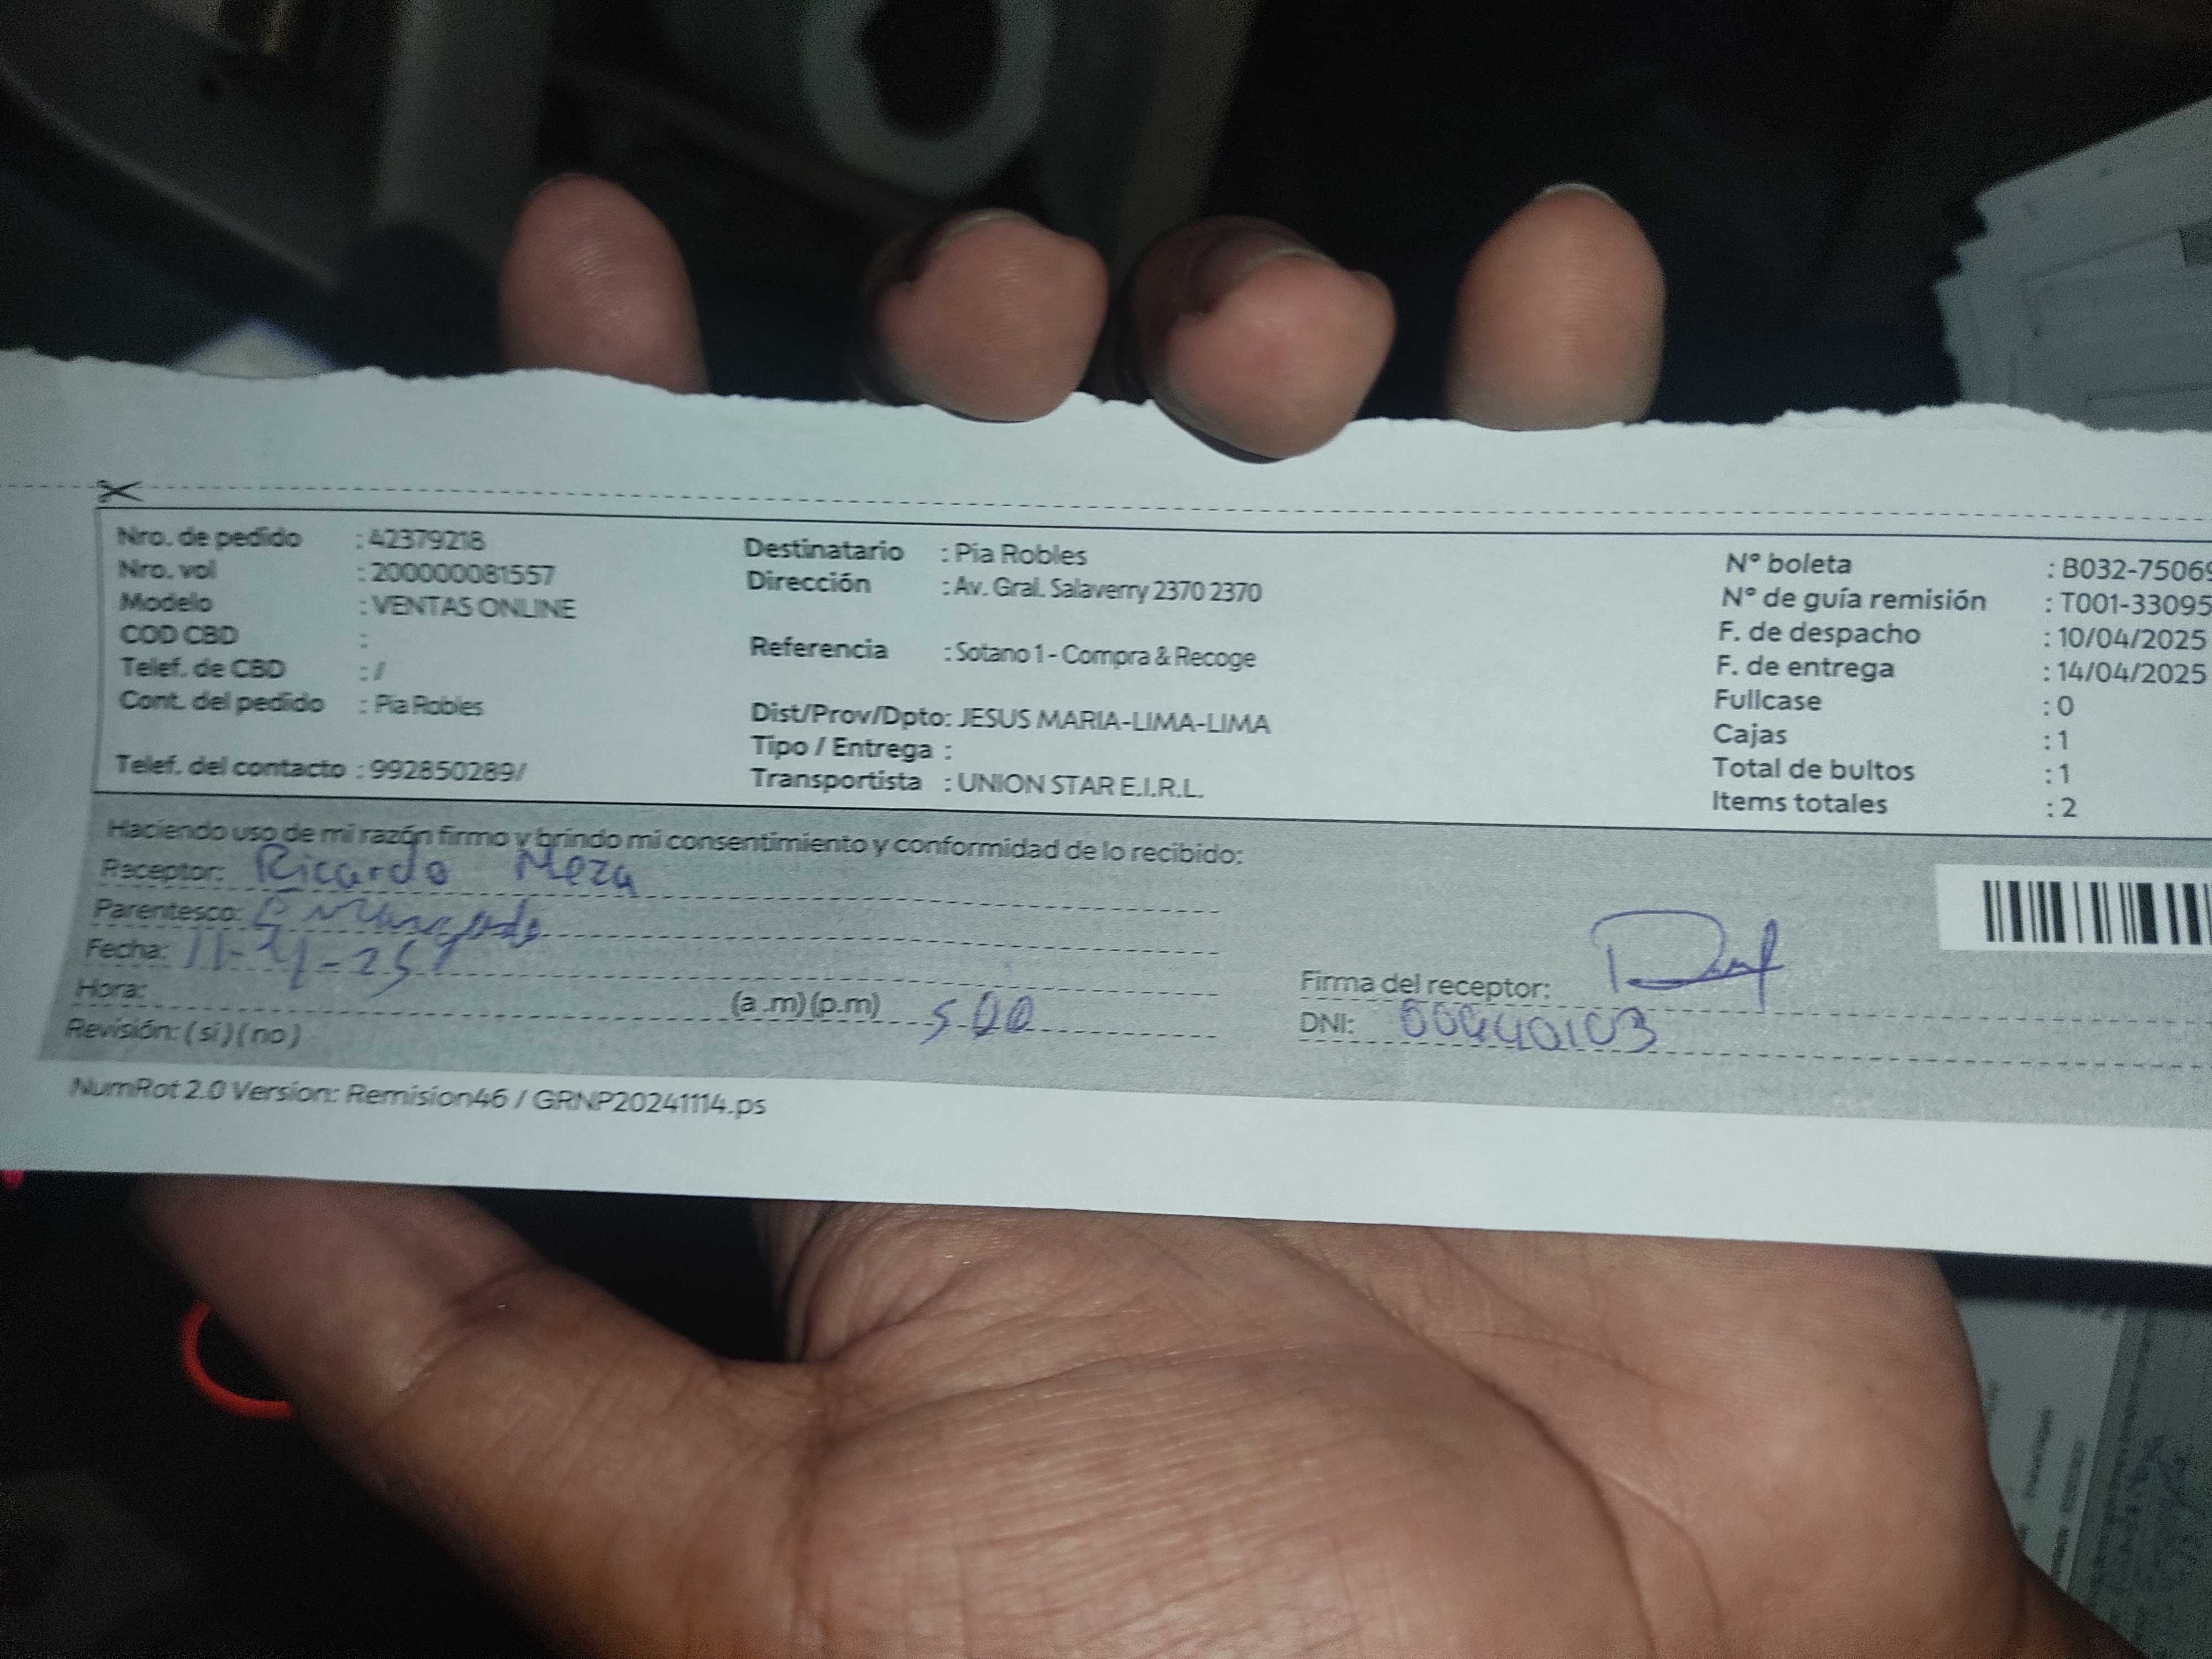 Nro. de pedido : 42379218
Nro. vol : 200000081557
Modelo : VENTAS ONLINE
COD CBD :
Telef. de CBD : /
Cont. del pedido : Pia Robles
Telef. del contacto : 992850289/
Destinatario : Pia Robles
Dirección : Av. Gral. Salaverry 2370 2370
Referencia : Sotano 1 - Compra & Recoge
Dist/Prov/Dpto: JESUS MARIA-LIMA-LIMA
Tipo / Entrega :
Transportista : UNION STAR E.I.R.L.
N° boleta : B032-75069
N° de guía remisión : T001-33095
F. de despacho : 10/04/2025
F. de entrega : 14/04/2025
Fullcase : 0
Cajas : 1
Total de bultos : 1
Items totales : 2
Haciendo uso de mi razón firmo y brindo mi consentimiento y conformidad de lo recibido:
Receptor: Ricardo Meza
Parentesco:
Fecha: 11-4-25
Hora: (a .m) (p.m) 5 00
Revisión: ( si ) ( no )
Firma del receptor:
DNI:
NumRot 2.0 Version: Remision46 / GRNP20241114.ps